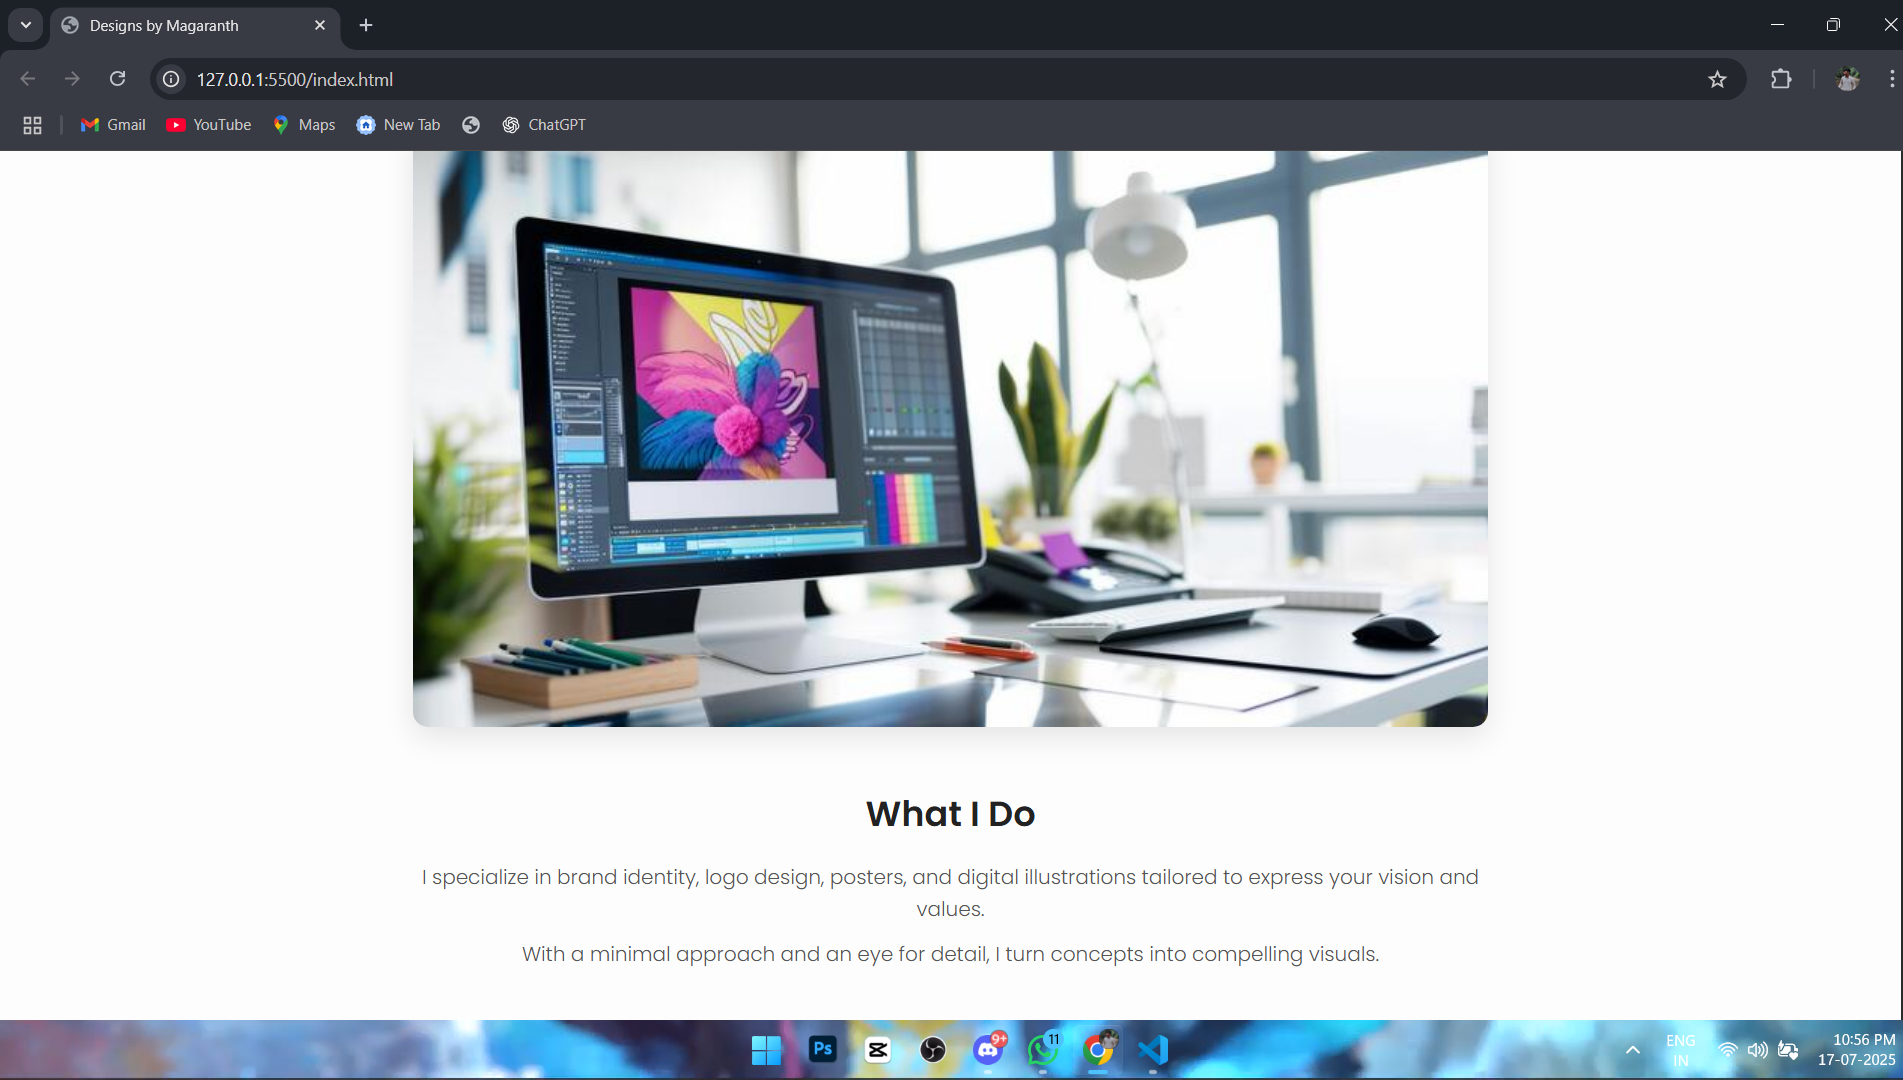 Designs by Magaranth
127.0.0.1:5500/index.html
Gmail
YouTube
Maps
New Tab
ChatGPT
What I Do
I specialize in brand identity, logo design, posters, and digital illustrations tailored to express your vision and
values.
With a minimal approach and an eye for detail, I turn concepts into compelling visuals.
Ps
9+
11
ENG
IN
10:56 PM
17-07-2025